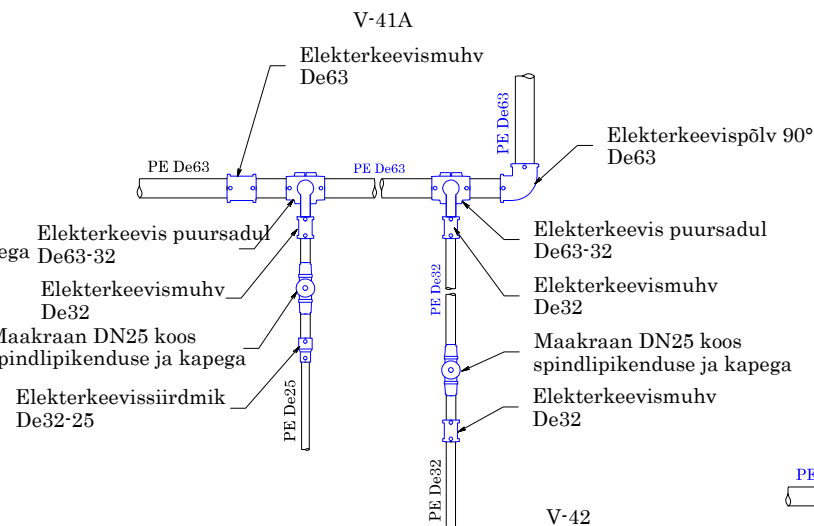 V-41A
Elekterkeevismuhv
De63
PE De63
PE De63
PE De63
Elekterkeevispõlv 90°
De63
Elekterkeevis puursadul
De63-32
Elekterkeevis puursadul
De63-32
Elekterkeevismuhv
De32
Elekterkeevismuhv
De32
PE De32
Maakraan DN25 koos
spindlipikenduse ja kapega
Maakraan DN25 koos
spindlipikenduse ja kapega
Elekterkeevissiirdmik
De32-25
PE De25
Elekterkeevismuhv
De32
PE De32
V-42